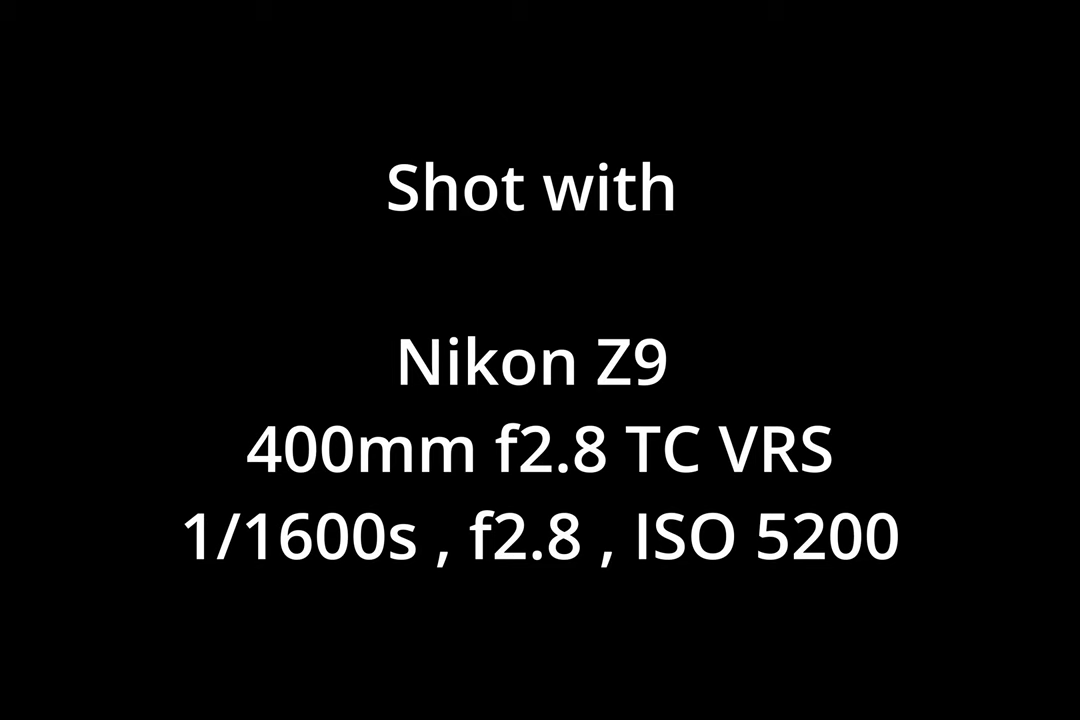 Shot with
Nikon Z9
400mm f2.8 TC VRS
1/1600s , f2.8 , ISO 5200